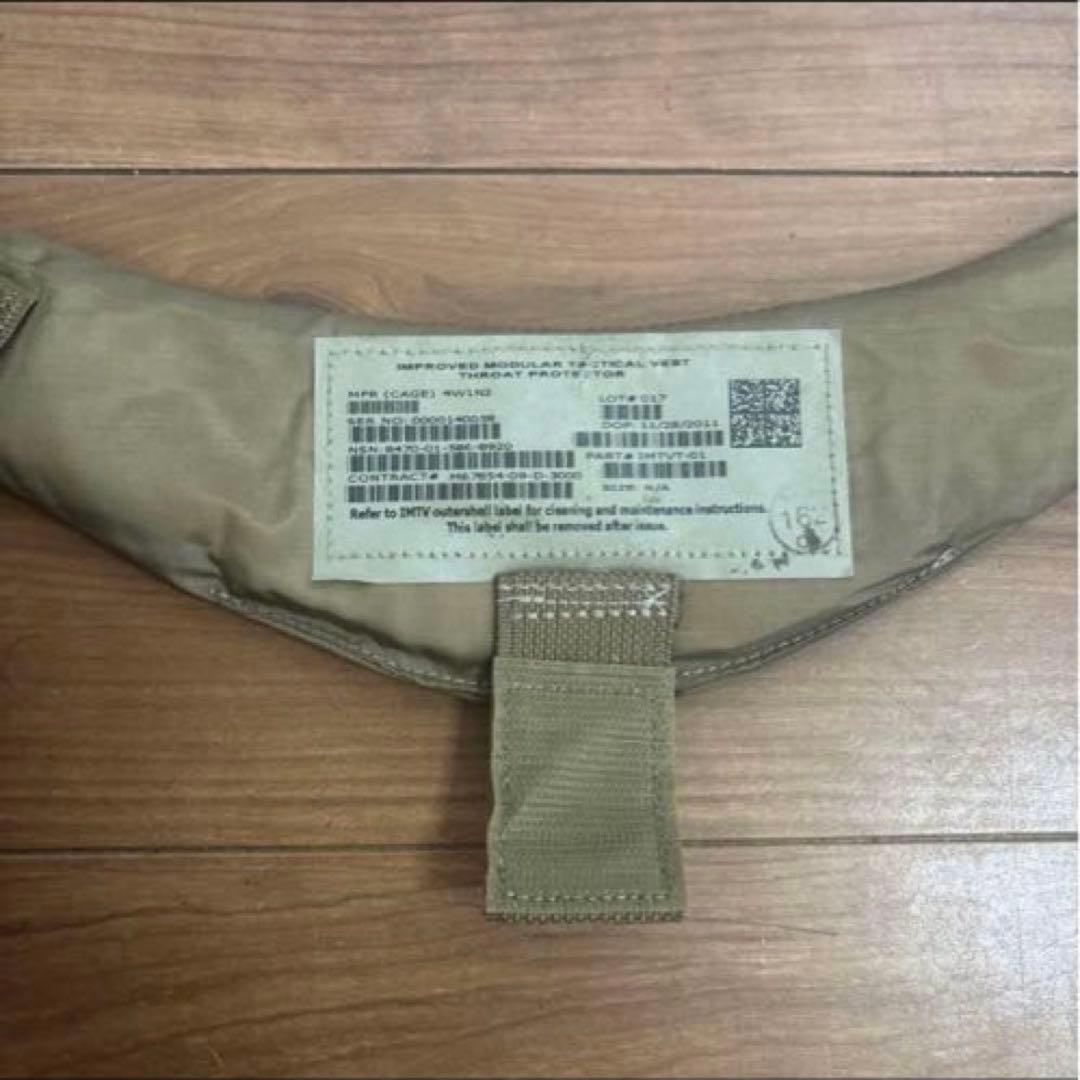 IMPROVED MODULAR TACTICAL VEST
THROAT PROTECTOR
MFR (CAGE) 4W1N2
LOT# 017
SER NO: 0000140039
DOP: 11/28/2011
NSN 8470-01-586-8920
PART# IMTVT-01
CONTRACT# M67854-09-D-3000
SIZE: N/A
Refer to IMTV outershell label for cleaning and maintenance instructions.
This label shall be removed after issue.